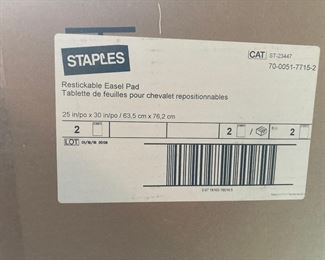 STAPLES
CAT ST-23447
70-0051-7715-2
Restickable Easel Pad
Tablette de feuilles pour chevalet repositionnables
25 in/po x 30 in/po / 63,5 cm x 76,2 cm
2 2 / 2
LOT